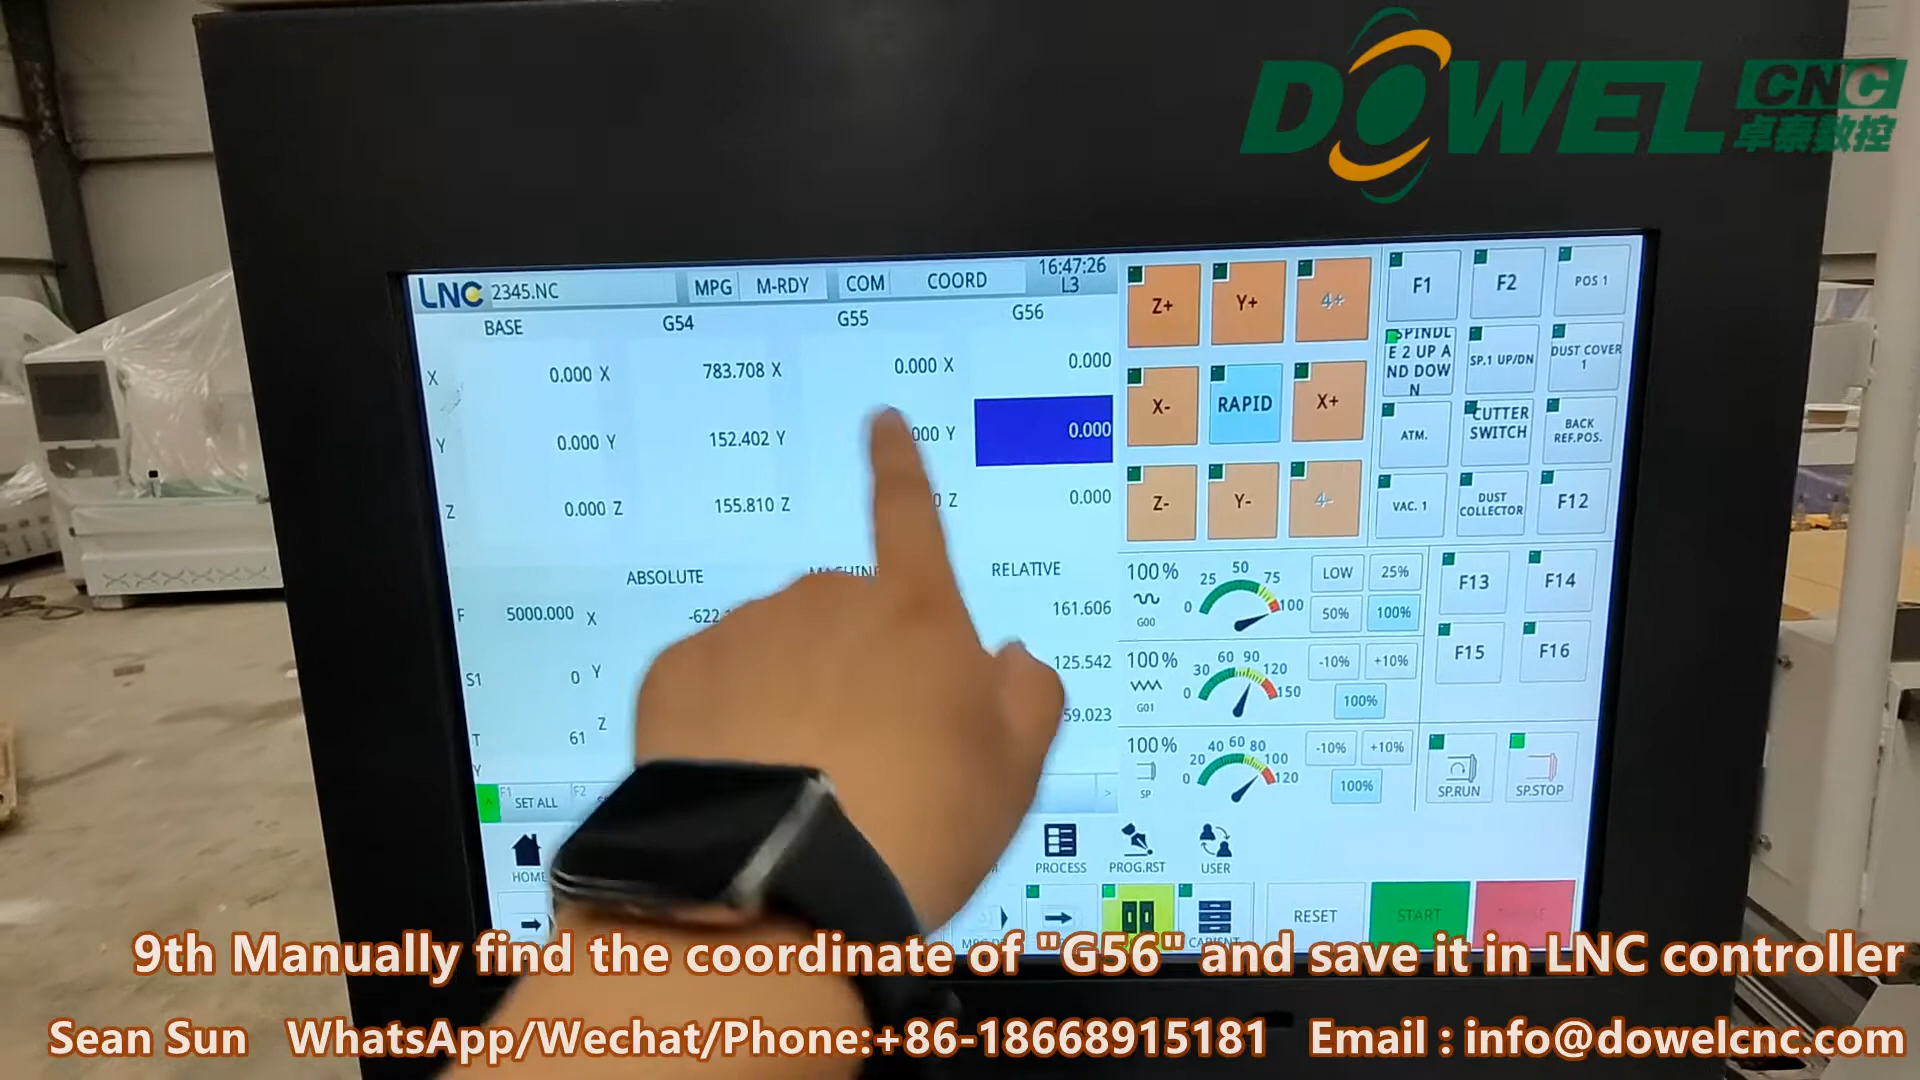 DOWEL CNC
卓泰数控
LNC 2345.NC MPG M-RDY COM COORD 16:47:26
L3
BASE G54 G55 G56
X 0.000 X 783.708 X 0.000 X 0.000
Y 0.000 Y 152.402 Y 000 Y 0.000
Z 0.000 Z 155.810 Z 0 Z 0.000
ABSOLUTE MACHINE RELATIVE
F 5000.000 X -622. 161.606
S1 0 Y 125.542
T 61 Z 59.023
F1 SET ALL F2
HOME PROCESS PROG.RST USER
Z+ Y+ 4+
X- RAPID X+
Z- Y- 4-
F1 F2 POS 1
SPINDL
E 2 UP A
ND DOW
N
SP.1 UP/DN
DUST COVER
1
ATM.
CUTTER
SWITCH
BACK
REF.POS.
VAC. 1
DUST
COLLECTOR
F12
F13 F14
F15 F16
100% 0 25 50 75 100 LOW 25%
G00 50% 100%
100% 0 30 60 90 120 150 -10% +10%
G01 100%
100% 0 20 40 60 80 100 120 -10% +10%
SP 100%
SP.RUN SP.STOP
RESET START
9th Manually find the coordinate of "G56" and save it in LNC controller
Sean Sun WhatsApp/Wechat/Phone:+86-18668915181 Email : info@dowelcnc.com